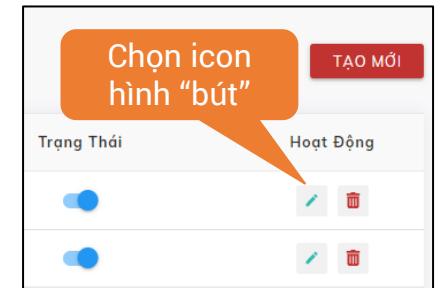 Chọn icon
hình “bút”
TẠO MỚI
Trạng Thái
Hoạt Động